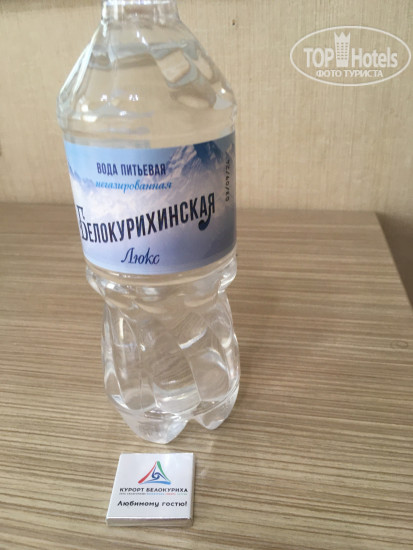 TOP Hotels
ФОТО ТУРИСТА
ВОДА ПИТЬЕВАЯ
негазированная
БЕЛОКУРИХИНСКАЯ
Люкс
КУРОРТ БЕЛОКУРИХА
Любимому гостю!